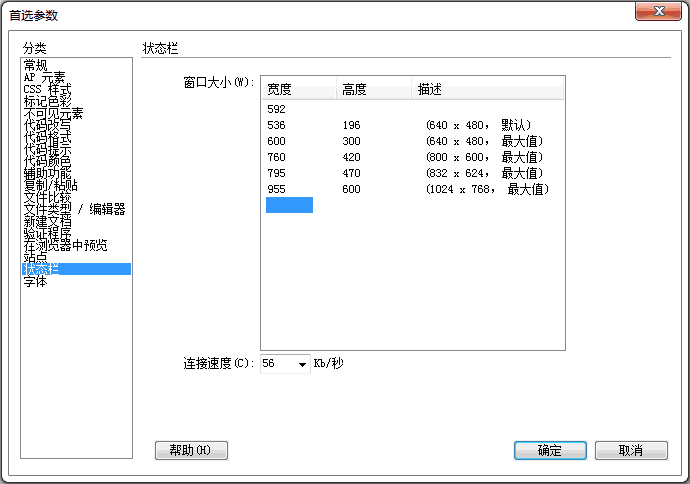 首选参数
分类
常规
AP 元素
CSS 样式
标记色彩
不可见元素
代码改写
代码格式
代码提示
代码颜色
辅助功能
复制/粘贴
文件比较
文件类型 / 编辑器
新建文档
验证程序
在浏览器中预览
站点
状态栏
字体
状态栏
窗口大小(W):
宽度 高度 描述
592
536 196 (640 x 480, 默认)
600 300 (640 x 480, 最大值)
760 420 (800 x 600, 最大值)
795 470 (832 x 624, 最大值)
955 600 (1024 x 768, 最大值)
连接速度(C): 56 Kb/秒
帮助(H) 确定 取消